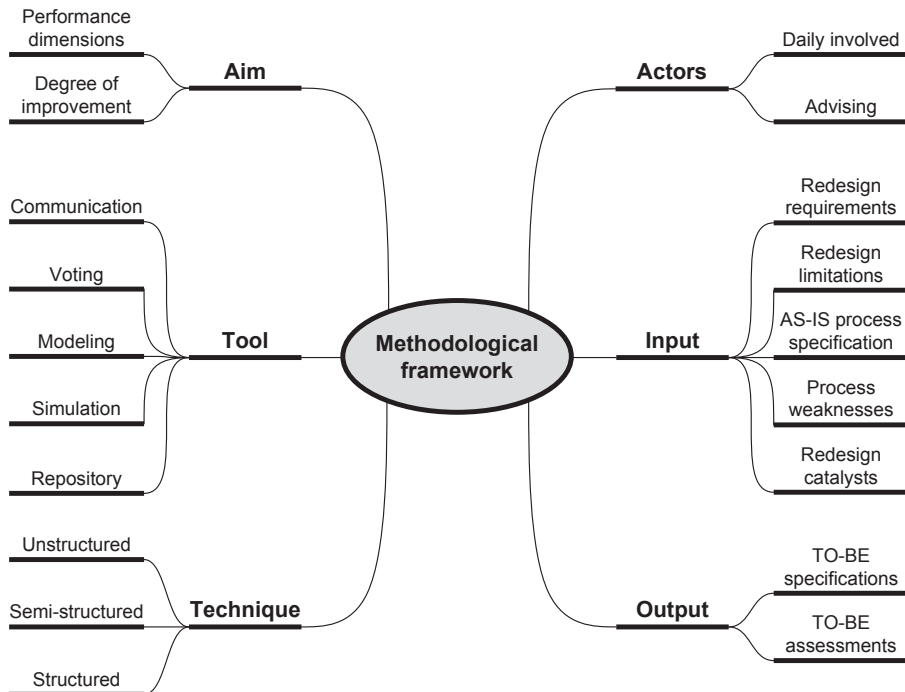 Performance
dimensions
Aim
Degree of
improvement
Communication
Voting
Modeling
Tool
Simulation
Repository
Unstructured
Semi-structured
Technique
Structured
Methodological
framework
Daily involved
Actors
Advising
Redesign
requirements
Redesign
limitations
AS-IS process
specification
Input
Process
weaknesses
Redesign
catalysts
TO-BE
specifications
Output
TO-BE
assessments